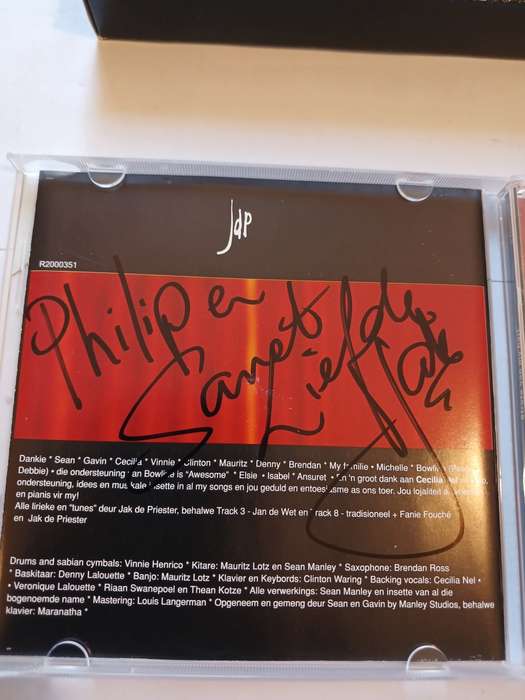 Jdp
R2000351
Philip en
Sanet
Liefde
Jak
Dankie * Sean * Gavin * Cecilia * Vinnie * Clinton * Mauritz * Denny * Brendan * My familie • Michelle * Bowline
Debbie) • die ondersteuning van Bowline is "Awesome" * Elsie • Isabel * Ansuret • 'n groot dank aan Cecilia Nel
ondersteuning, idees en musikale insette in al my songs en jou geduld en entoesiasme as ons toer. Jou lojaliteit
en pianis vir my!
Alle lirieke en "tunes" deur Jak de Priester, behalwe Track 3 - Jan de Wet en Track 8 - tradisioneel + Fanie Fouché
en Jak de Priester
Drums and sabian cymbals: Vinnie Henrico * Kitare: Mauritz Lotz en Sean Manley * Saxophone: Brendan Ross
* Baskitaar: Denny Lalouette * Banjo: Mauritz Lotz * Klavier en Keybords: Clinton Waring * Backing vocals: Cecilia Nel •
• Veronique Lalouette * Riaan Swanepoel en Thean Kotze * Alle verwerkings: Sean Manley en insette van al die
bogenoemde name * Mastering: Louis Langerman * Opgeneem en gemeng deur Sean en Gavin by Manley Studios, behalwe
klavier: Maranatha *